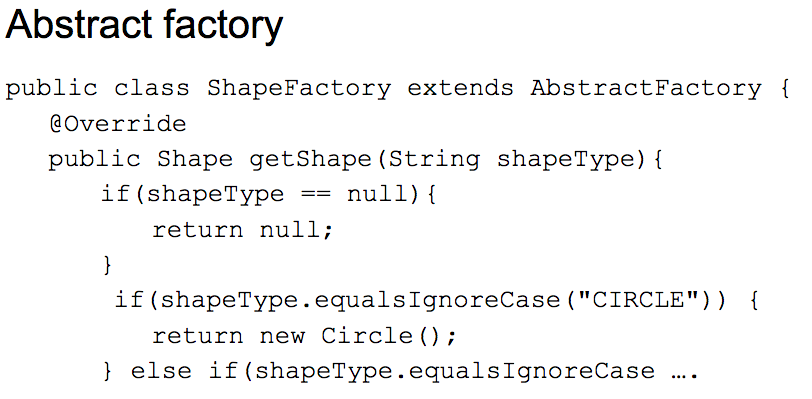 Abstract factory
public class ShapeFactory extends AbstractFactory {
@Override
public Shape getShape(String shapeType){
if(shapeType == null){
return null;
}
if(shapeType.equalsIgnoreCase("CIRCLE")) {
return new Circle();
} else if(shapeType.equalsIgnoreCase ….